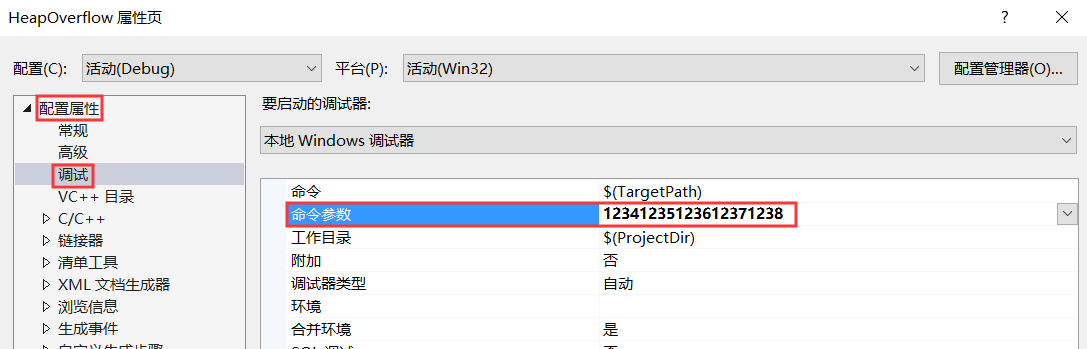 HeapOverflow 属性页
配置(C): 活动(Debug) 平台(P): 活动(Win32) 配置管理器(O)...
配置属性
常规
高级
调试
VC++ 目录
C/C++
链接器
清单工具
XML 文档生成器
浏览信息
生成事件
要启动的调试器:
本地 Windows 调试器
命令 $(TargetPath)
命令参数 12341235123612371238
工作目录 $(ProjectDir)
附加 否
调试器类型 自动
环境
合并环境 是